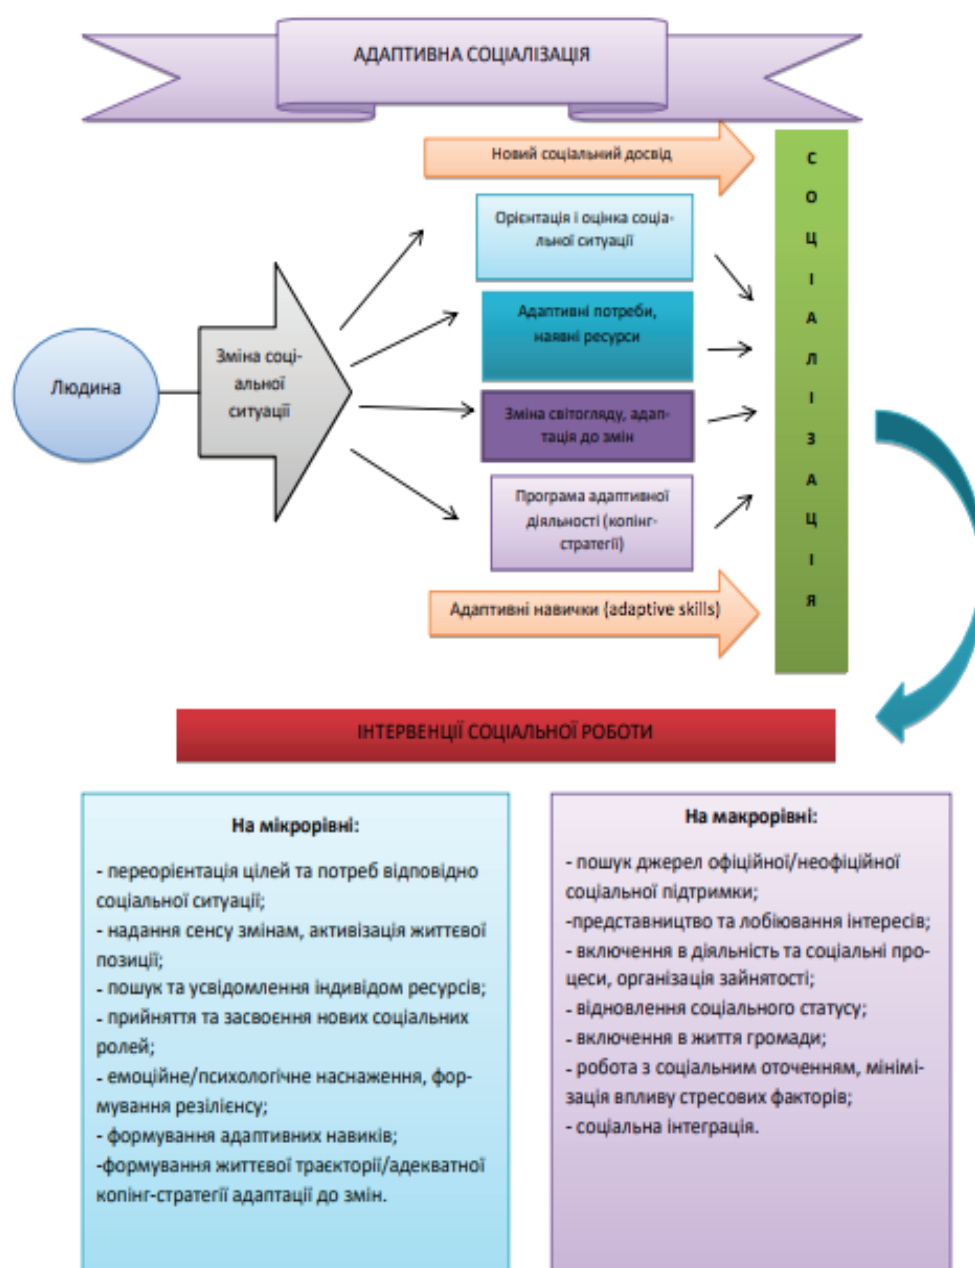 АДАПТИВНА СОЦІАЛІЗАЦІЯ
Новий соціальний досвід
Орієнтація і оцінка соціа-
льної ситуації
Адаптивні потреби,
наявні ресурси
Людина
Зміна соці-
альної
ситуації
Зміна світогляду, адап-
тація до змін
Програма адаптивної
діяльності (копінг-
стратегії)
Адаптивні навички (adaptive skills)
С
О
Ц
І
А
Л
І
З
А
Ц
І
Я
ІНТЕРВЕНЦІЇ СОЦІАЛЬНОЇ РОБОТИ
На мікрорівні:
- переорієнтація цілей та потреб відповідно
соціальної ситуації;
- надання сенсу змінам, активізація життєвої
позиції;
- пошук та усвідомлення індивідом ресурсів;
- прийняття та засвоєння нових соціальних
ролей;
- емоційне/психологічне наснаження, фор-
мування резілієнсу;
- формування адаптивних навиків;
-формування життєвої траєкторії/адекватної
копінг-стратегії адаптації до змін.
На макрорівні:
- пошук джерел офіційної/неофіційної
соціальної підтримки;
-представництво та лобіювання інтересів;
- включення в діяльність та соціальні про-
цеси, організація зайнятості;
- відновлення соціального статусу;
- включення в життя громади;
- робота з соціальним оточенням, мінімі-
зація впливу стресових факторів;
- соціальна інтеграція.